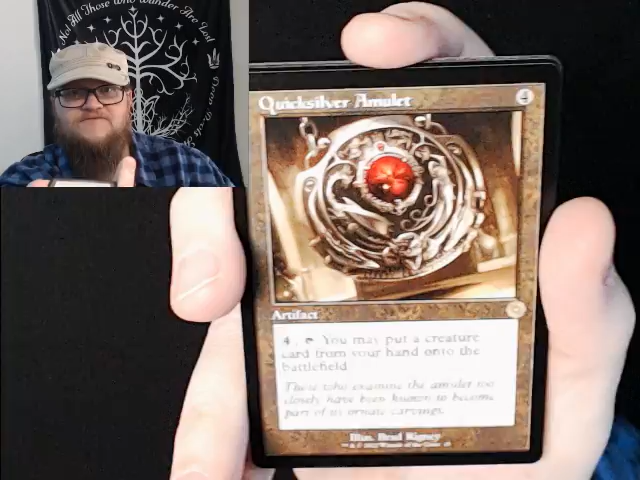 Not All Those Who Wander Are Lost
Quicksilver Amulet
4
Artifact
4, You may put a creature
card from your hand onto the
battlefield
Those who examine the amulet too
closely have been known to become
part of its ornate carvings.
Illus. Brad Rigney